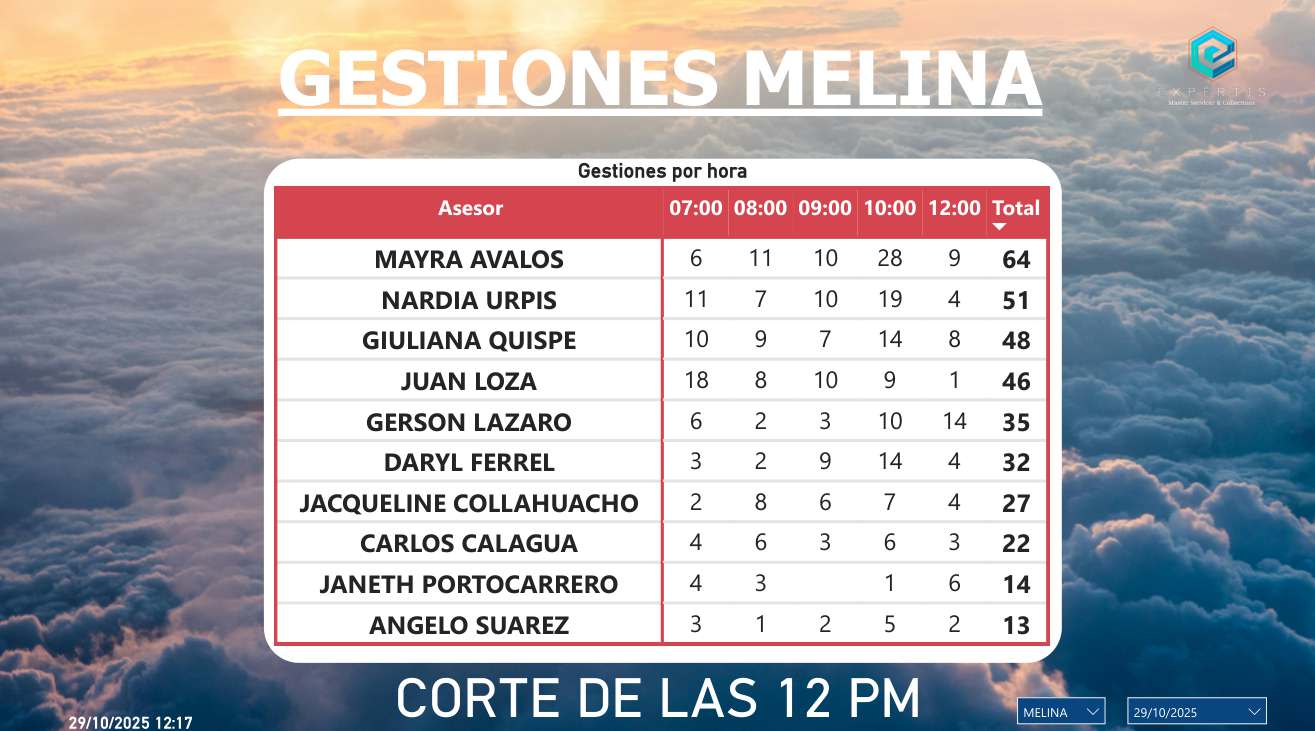 GESTIONES MELINA
EXPERTIS
Master Servicer & Collections
Gestiones por hora
Asesor 07:00 08:00 09:00 10:00 12:00 Total
MAYRA AVALOS 6 11 10 28 9 64
NARDIA URPIS 11 7 10 19 4 51
GIULIANA QUISPE 10 9 7 14 8 48
JUAN LOZA 18 8 10 9 1 46
GERSON LAZARO 6 2 3 10 14 35
DARYL FERREL 3 2 9 14 4 32
JACQUELINE COLLAHUACHO 2 8 6 7 4 27
CARLOS CALAGUA 4 6 3 6 3 22
JANETH PORTOCARRERO 4 3 1 6 14
ANGELO SUAREZ 3 1 2 5 2 13
CORTE DE LAS 12 PM
29/10/2025 12:17
MELINA
29/10/2025